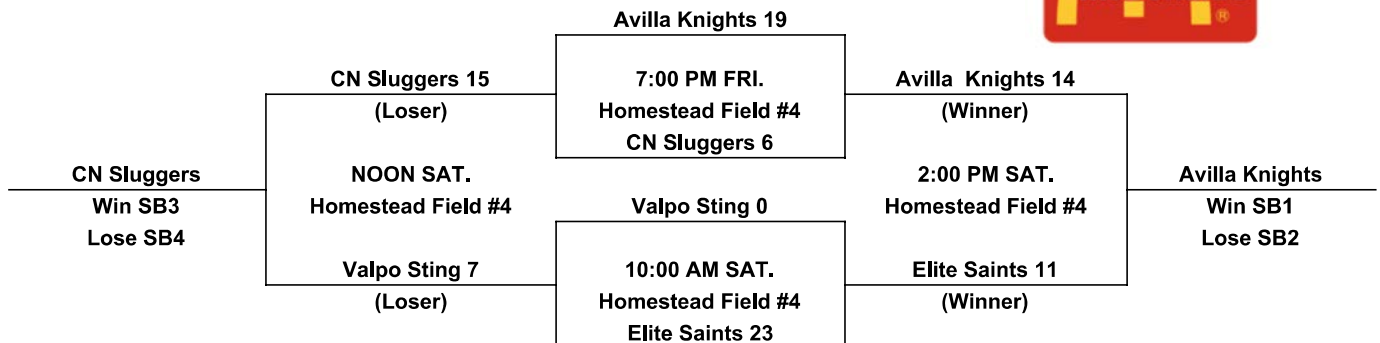 Avilla Knights 19
CN Sluggers 15
7:00 PM FRI.
Avilla  Knights 14
(Loser)
Homestead Field #4
(Winner)
CN Sluggers 6
CN Sluggers
NOON SAT.
2:00 PM SAT.
Avilla Knights
Win SB3
Homestead Field #4
Valpo Sting 0
Homestead Field #4
Win SB1
Lose SB4
Lose SB2
Valpo Sting 7
10:00 AM SAT.
Elite Saints 11
(Loser)
Homestead Field #4
(Winner)
Elite Saints 23
®